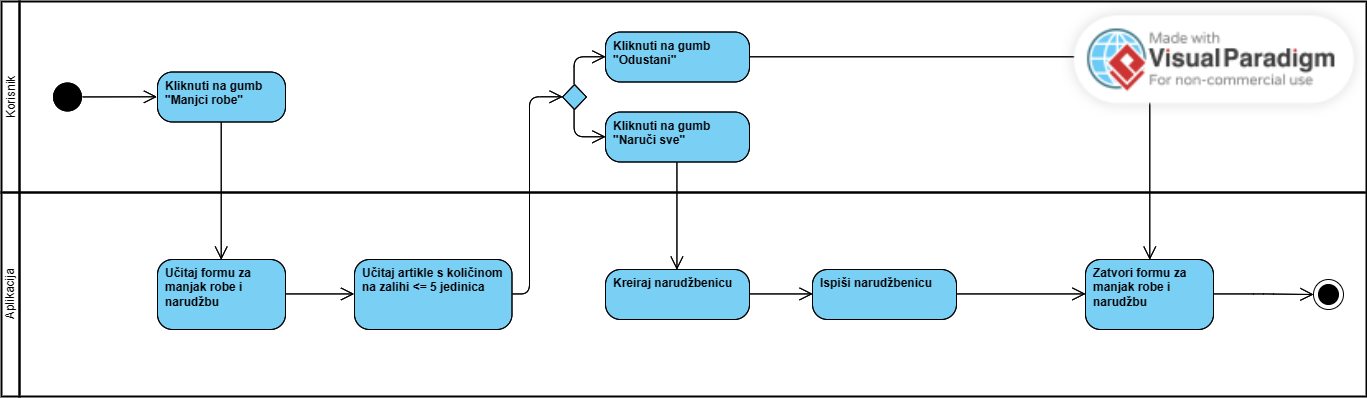 Korisnik
Kliknuti na gumb
"Manjci robe"
Kliknuti na gumb
"Odustani"
Kliknuti na gumb
"Naruči sve"
Made with
Visual Paradigm
For non-commercial use
Aplikacija
Učitaj formu za
manjak robe i
narudžbu
Učitaj artikle s količinom
na zalihi <= 5 jedinica
Kreiraj narudžbenicu
Ispiši narudžbenicu
Zatvori formu za
manjak robe i
narudžbu